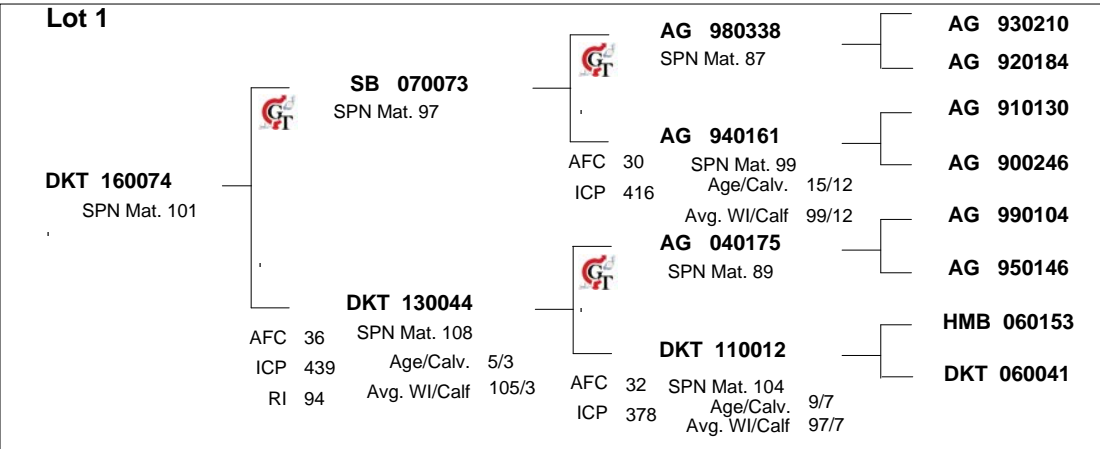 Lot 1
DKT 160074
SPN Mat. 101
GT
SB 070073
SPN Mat. 97
DKT 130044
AFC 36 SPN Mat. 108
ICP 439 Age/Calv. 5/3
RI 94 Avg. WI/Calf 105/3
GT
AG 980338
SPN Mat. 87
AG 940161
AFC 30 SPN Mat. 99
ICP 416 Age/Calv. 15/12
Avg. WI/Calf 99/12
GT
AG 040175
SPN Mat. 89
DKT 110012
AFC 32 SPN Mat. 104
ICP 378 Age/Calv. 9/7
Avg. WI/Calf 97/7
AG 930210
AG 920184
AG 910130
AG 900246
AG 990104
AG 950146
HMB 060153
DKT 060041